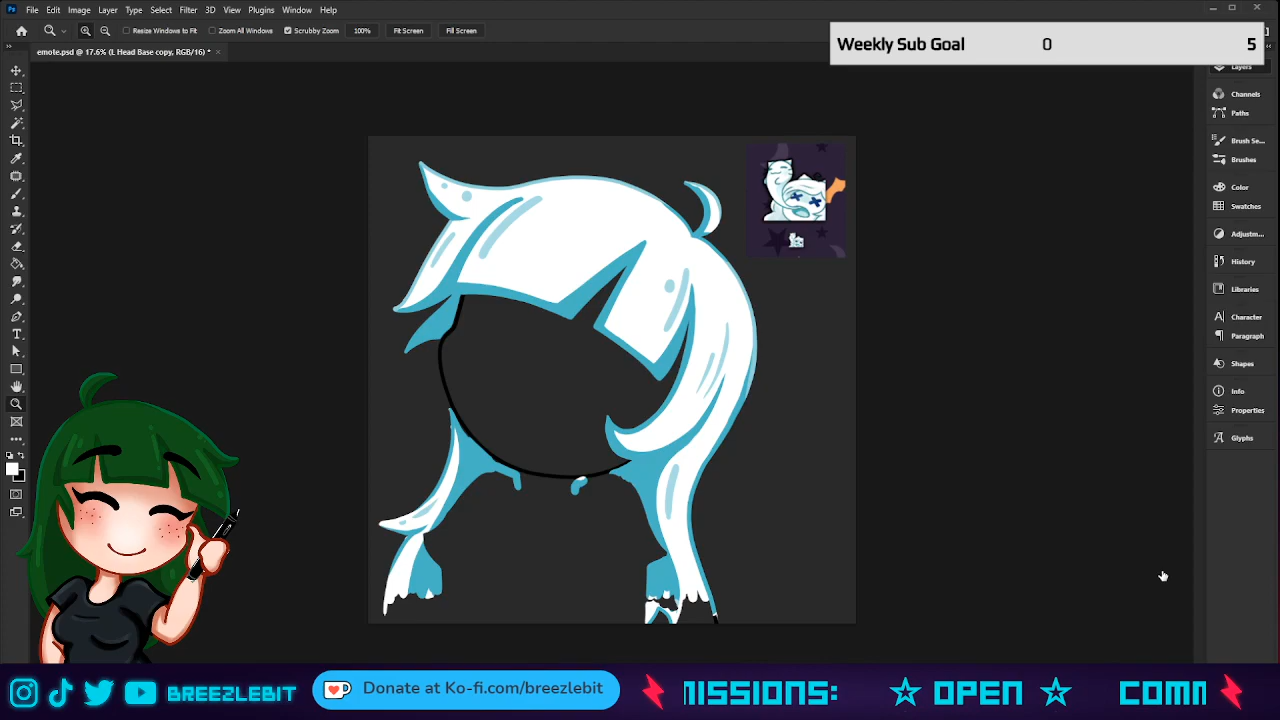 Ps File Edit Image Layer Type Select Filter 3D View Plugins Window Help
Resize Windows to Fit Zoom All Windows Scrubby Zoom 100% Fit Screen Fill Screen
emote.psd @ 17.6% (L Head Base copy, RGB/16) *
Weekly Sub Goal 0 5
Layers
Channels
Paths
Brush Se...
Brushes
Color
Swatches
Adjustm...
History
Libraries
Character
Paragraph
Shapes
Info
Properties
Glyphs
BREEZLEBIT
Donate at Ko-fi.com/breezlebit
MISSIONS: ☆ OPEN ☆ COMM